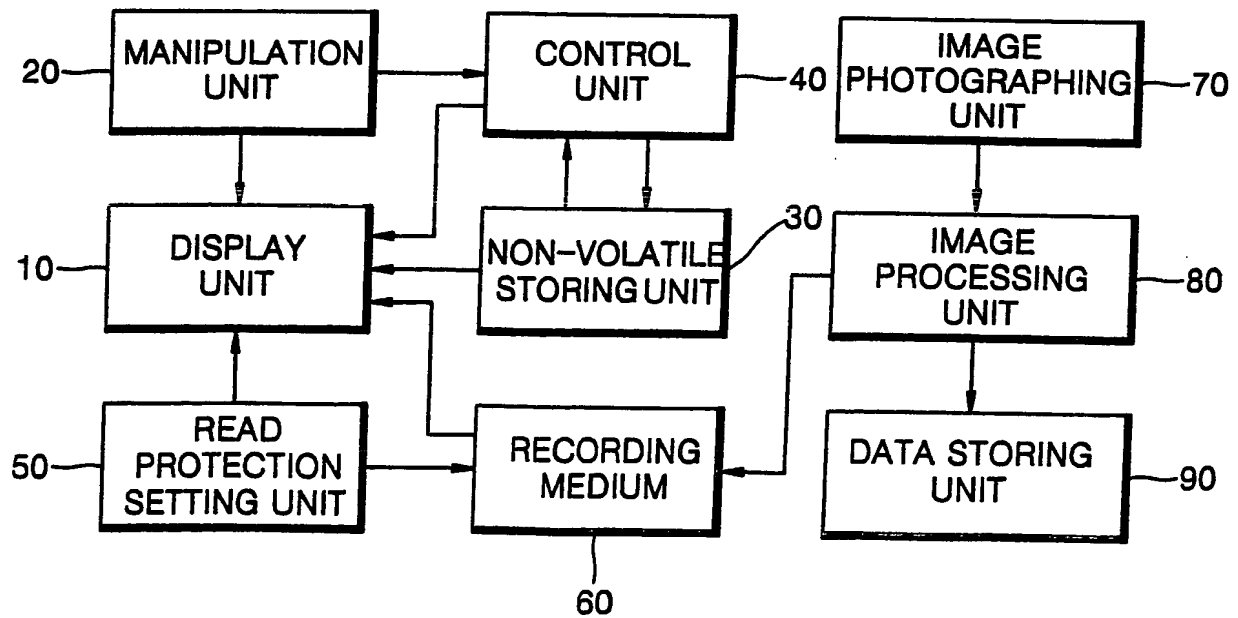 MANIPULATION
UNIT
20
CONTROL
UNIT
40
IMAGE
PHOTOGRAPHING
UNIT
70
DISPLAY
UNIT
10
NON-VOLATILE
STORING UNIT
30
IMAGE
PROCESSING
UNIT
80
READ
PROTECTION
SETTING UNIT
50
RECORDING
MEDIUM
60
DATA STORING
UNIT
90